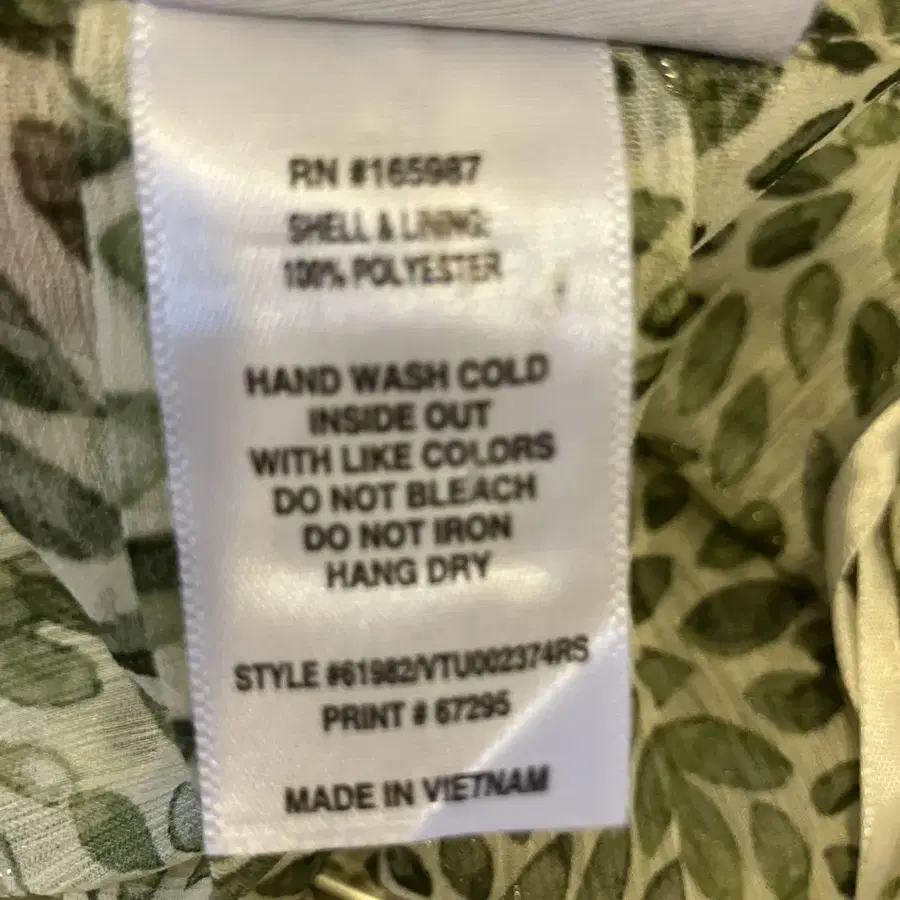 RN #165987
SHELL & LINING:
100% POLYESTER
HAND WASH COLD
INSIDE OUT
WITH LIKE COLORS
DO NOT BLEACH
DO NOT IRON
HANG DRY
STYLE #61982/VTU002374RS
PRINT # 67295
MADE IN VIETNAM